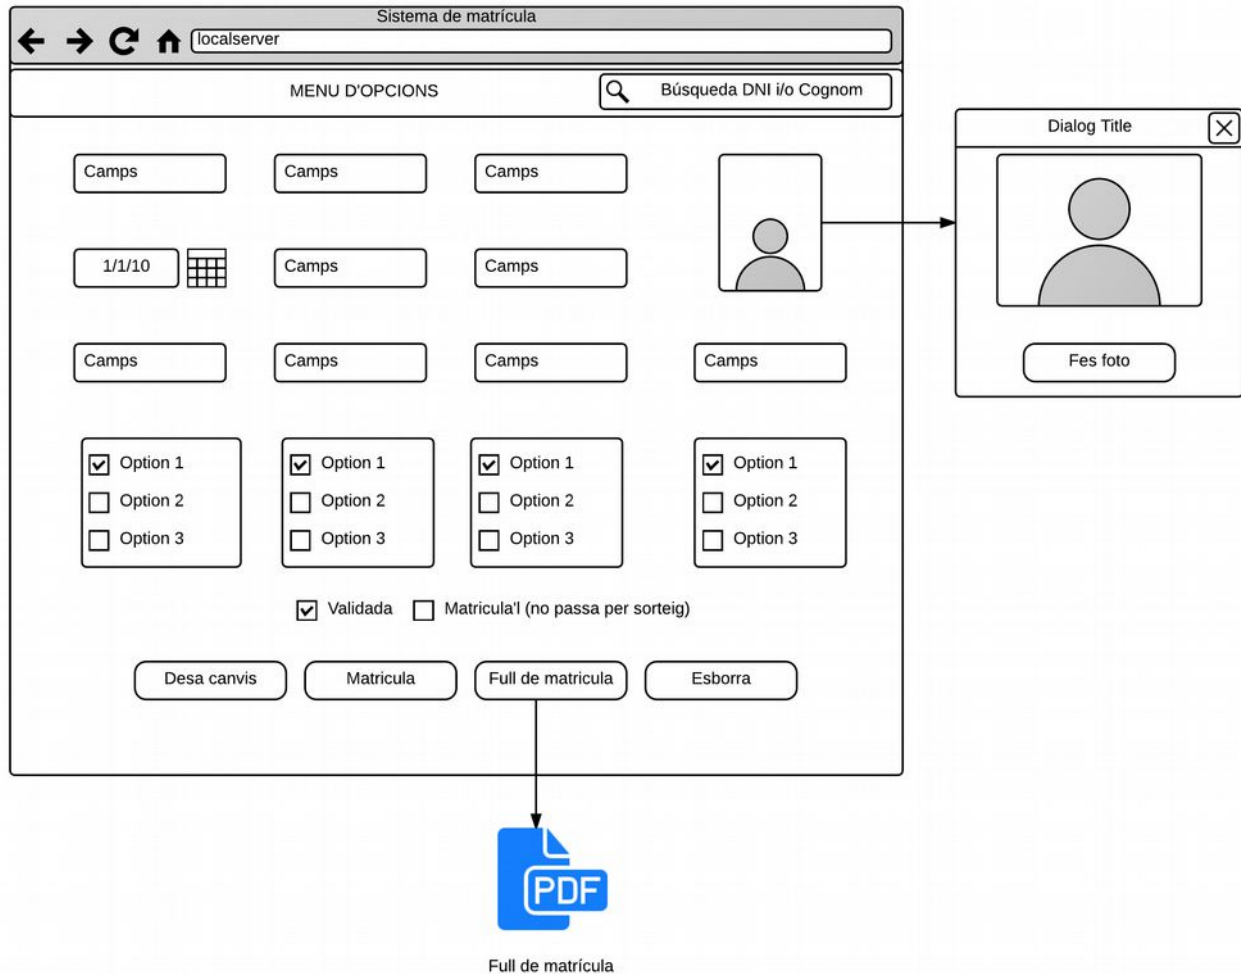 Sistema de matrícula
localserver
MENU D'OPCIONS
Búsqueda DNI i/o Cognom
Dialog Title
Camps
Camps
Camps
1/1/10
Camps
Camps
Camps
Camps
Camps
Camps
Fes foto
Option 1
Option 2
Option 3
Option 1
Option 2
Option 3
Option 1
Option 2
Option 3
Option 1
Option 2
Option 3
Validada
Matricula'l (no passa per sorteig)
Desa canvis
Matricula
Full de matricula
Esborra
PDF
Full de matrícula